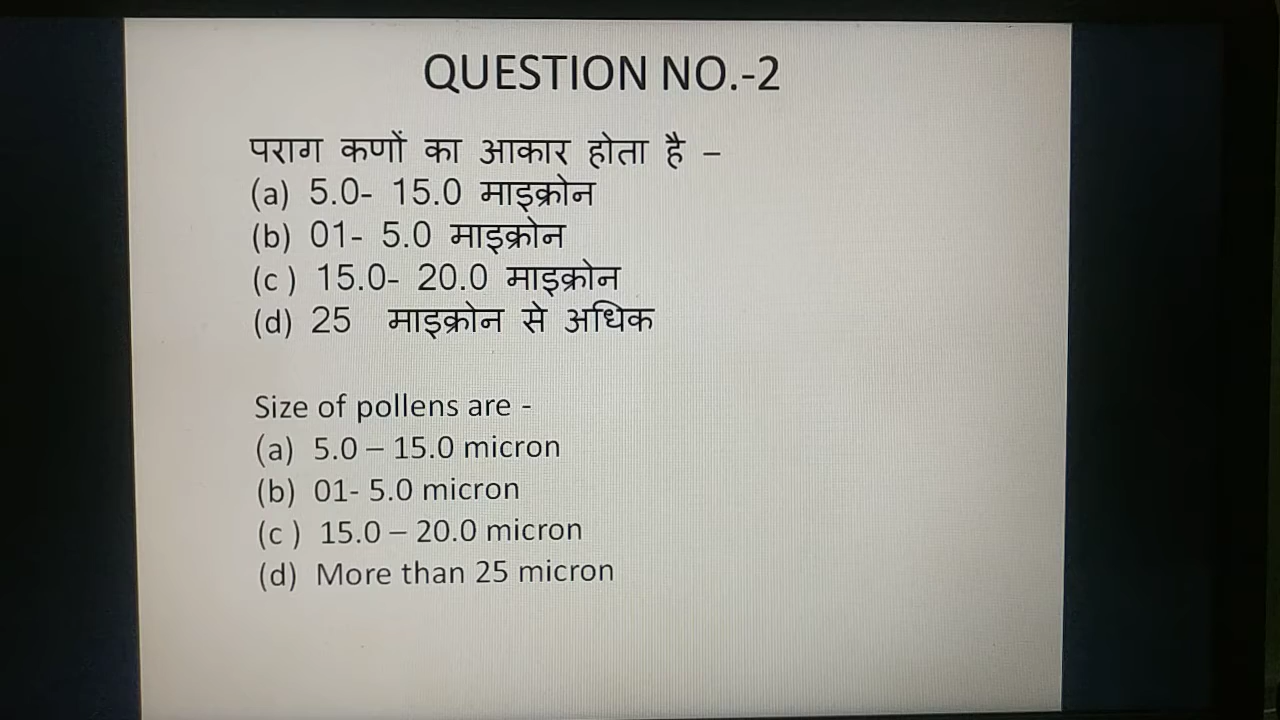 QUESTION NO.-2
पराग कणों का आकार होता है –
(a) 5.0- 15.0 माइक्रोन
(b) 01- 5.0 माइक्रोन
(c ) 15.0- 20.0 माइक्रोन
(d) 25 माइक्रोन से अधिक
Size of pollens are -
(a) 5.0 – 15.0 micron
(b) 01- 5.0 micron
(c ) 15.0 – 20.0 micron
(d) More than 25 micron